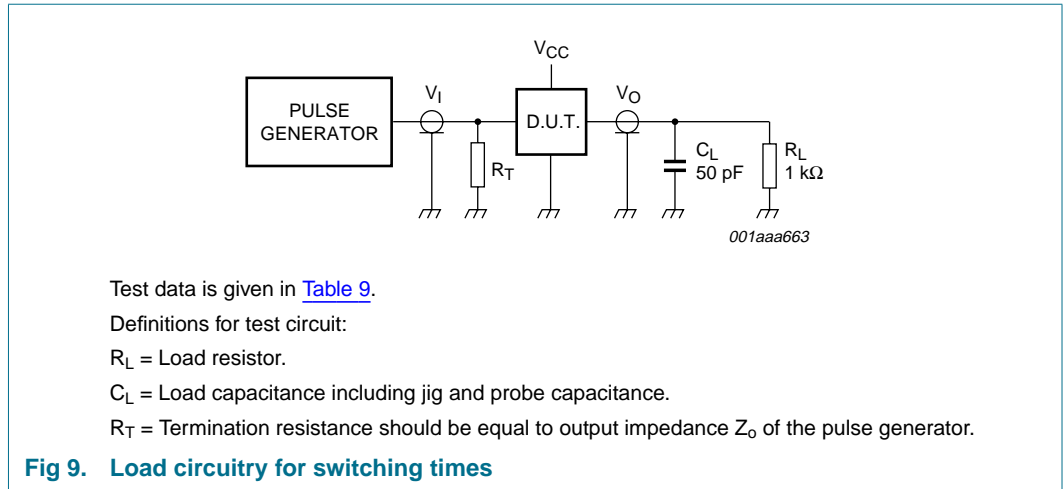 VCC
PULSE
GENERATOR
VI
D.U.T.
VO
RT
CL
50 pF
RL
1 kΩ
001aaa663
Test data is given in Table 9.
Definitions for test circuit:
RL = Load resistor.
CL = Load capacitance including jig and probe capacitance.
RT = Termination resistance should be equal to output impedance Zo of the pulse generator.
Fig 9. Load circuitry for switching times